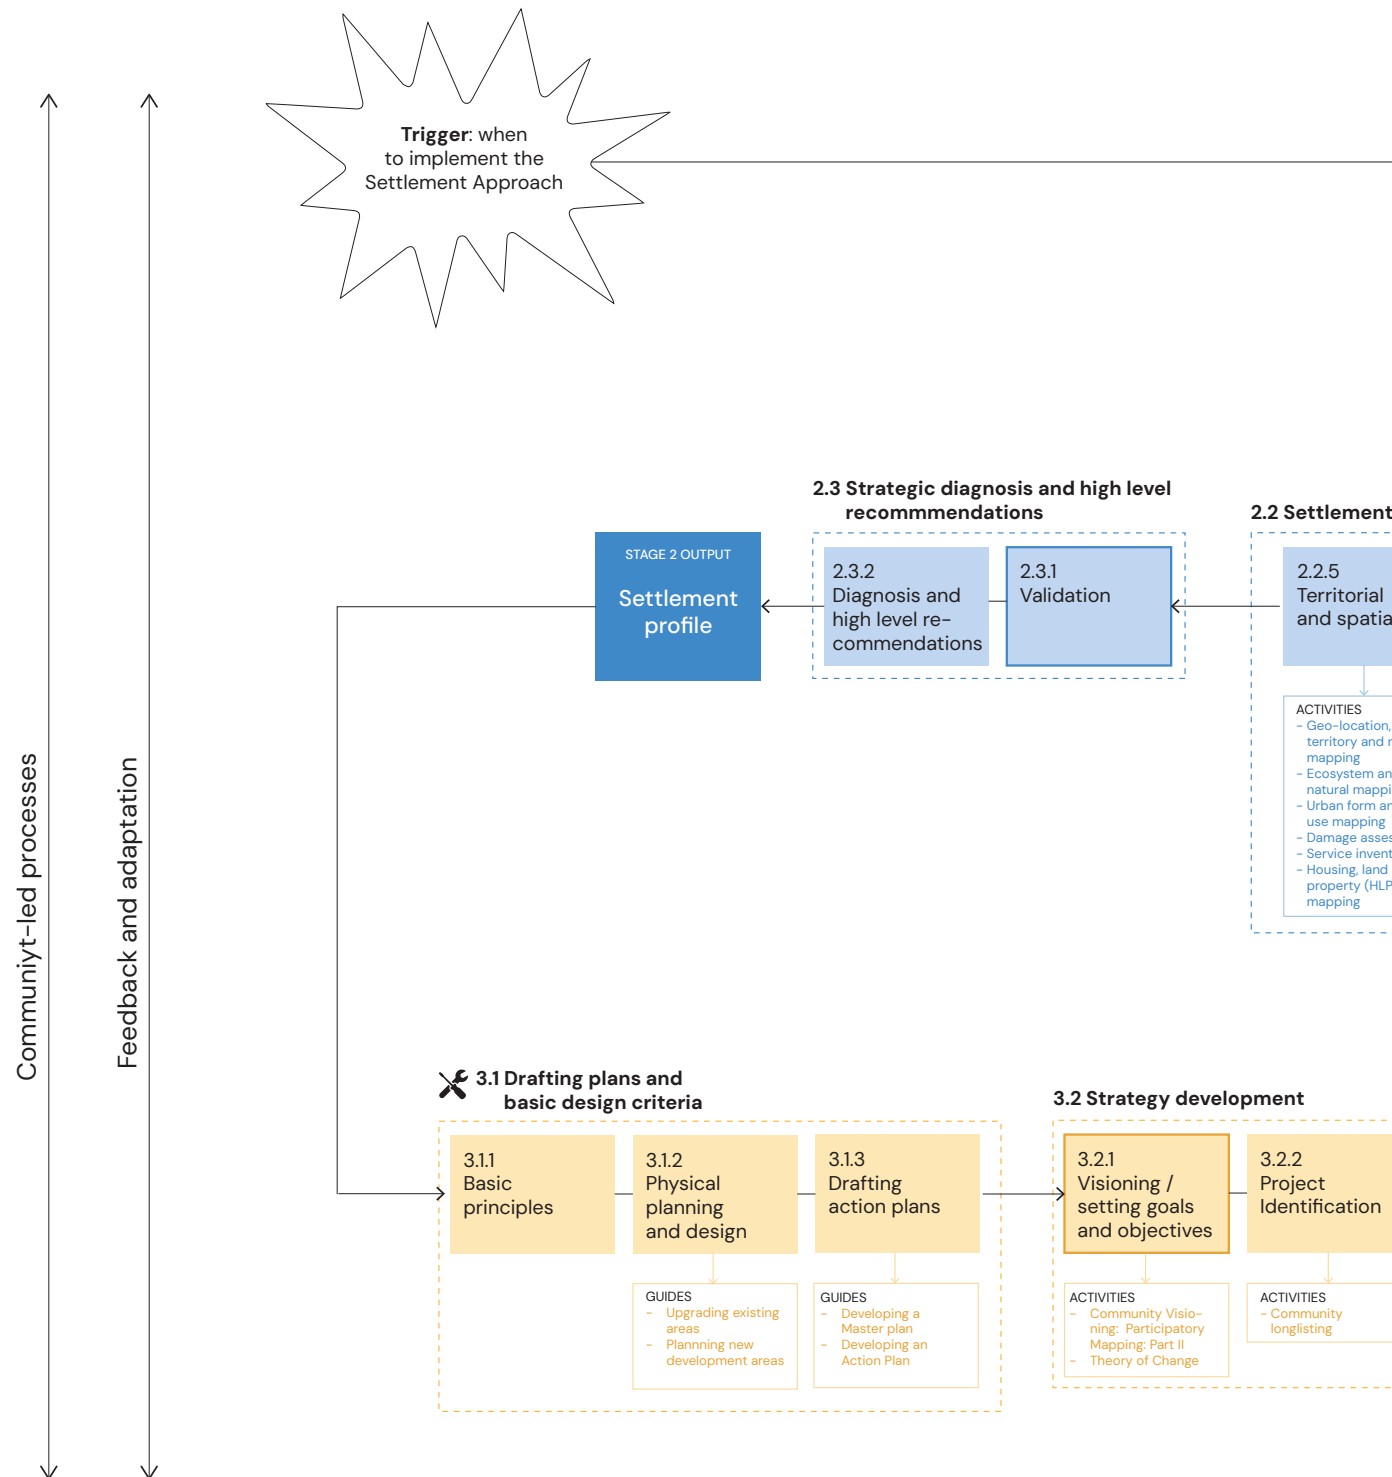 Trigger: when
to implement the
Settlement Approach
Communiyt-led processes
Feedback and adaptation
2.3 Strategic diagnosis and high level
recommmendations
STAGE 2 OUTPUT
Settlement
profile
2.3.2
Diagnosis and
high level re-
commendations
2.3.1
Validation
2.2 Settlement
2.2.5
Territorial
and spatia
ACTIVITIES
- Geo-location,
territory and r
mapping
- Ecosystem an
natural mappi
- Urban form an
use mapping
- Damage asses
- Service invent
- Housing, land
property (HLP
mapping
3.1 Drafting plans and
basic design criteria
3.1.1
Basic
principles
3.1.2
Physical
planning
and design
GUIDES
- Upgrading existing
areas
- Plannning new
development areas
3.1.3
Drafting
action plans
GUIDES
- Developing a
Master plan
- Developing an
Action Plan
3.2 Strategy development
3.2.1
Visioning /
setting goals
and objectives
ACTIVITIES
- Community Visio-
ning: Participatory
Mapping: Part II
- Theory of Change
3.2.2
Project
Identification
ACTIVITIES
- Community
longlisting